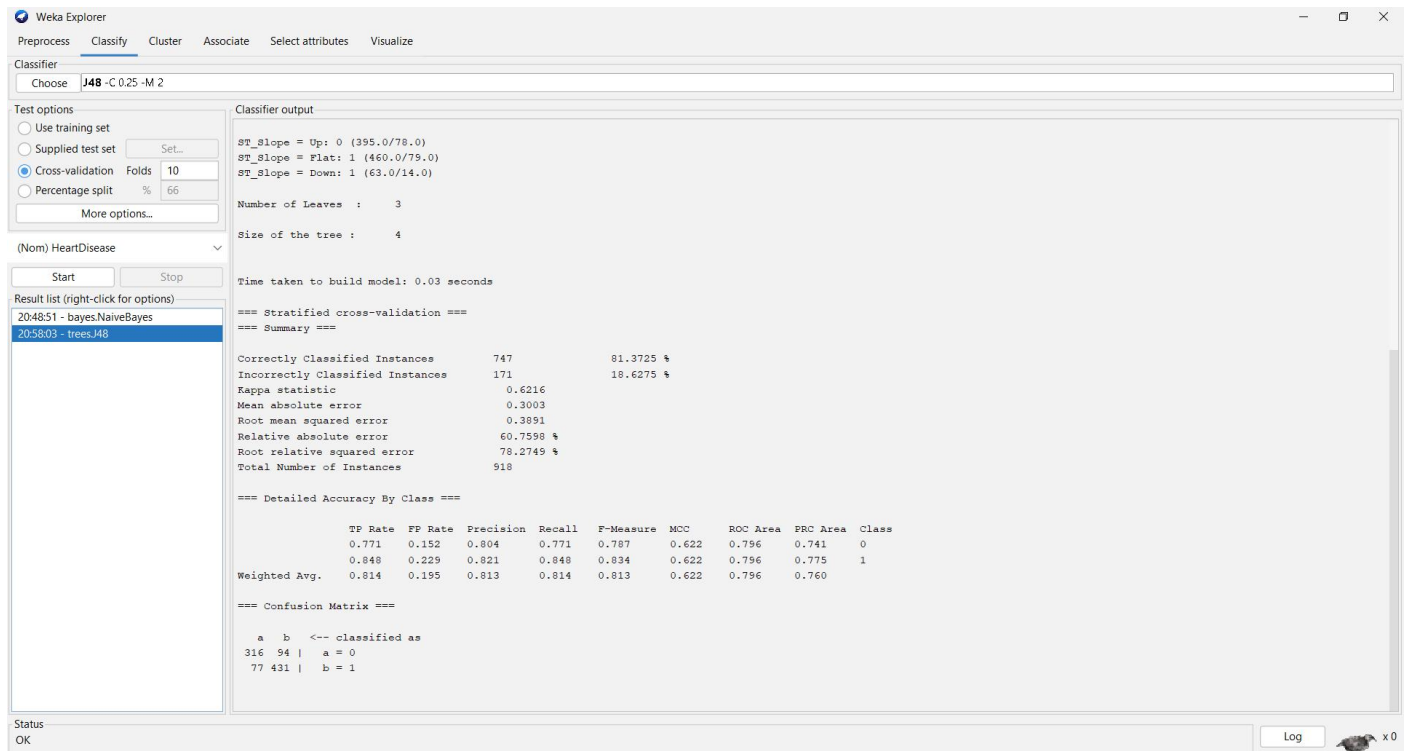 Weka Explorer
Preprocess Classify Cluster Associate Select attributes Visualize
Classifier
Choose J48 -C 0.25 -M 2
Test options
Use training set
Supplied test set Set...
Cross-validation Folds 10
Percentage split % 66
More options...
(Nom) HeartDisease
Start Stop
Result list (right-click for options)
20:48:51 - bayes.NaiveBayes
20:58:03 - trees.J48
Classifier output
ST_Slope = Up: 0 (395.0/78.0)
ST_Slope = Flat: 1 (460.0/79.0)
ST_Slope = Down: 1 (63.0/14.0)
Number of Leaves : 3
Size of the tree : 4
Time taken to build model: 0.03 seconds
=== Stratified cross-validation ===
=== Summary ===
Correctly Classified Instances 747 81.3725 %
Incorrectly Classified Instances 171 18.6275 %
Kappa statistic 0.6216
Mean absolute error 0.3003
Root mean squared error 0.3891
Relative absolute error 60.7598 %
Root relative squared error 78.2749 %
Total Number of Instances 918
=== Detailed Accuracy By Class ===
TP Rate FP Rate Precision Recall F-Measure MCC ROC Area PRC Area Class
0.771 0.152 0.804 0.771 0.787 0.622 0.796 0.741 0
0.848 0.229 0.821 0.848 0.834 0.622 0.796 0.775 1
Weighted Avg. 0.814 0.195 0.813 0.814 0.813 0.622 0.796 0.760
=== Confusion Matrix ===
a b <-- classified as
316 94 | a = 0
77 431 | b = 1
Status
OK
Log x 0